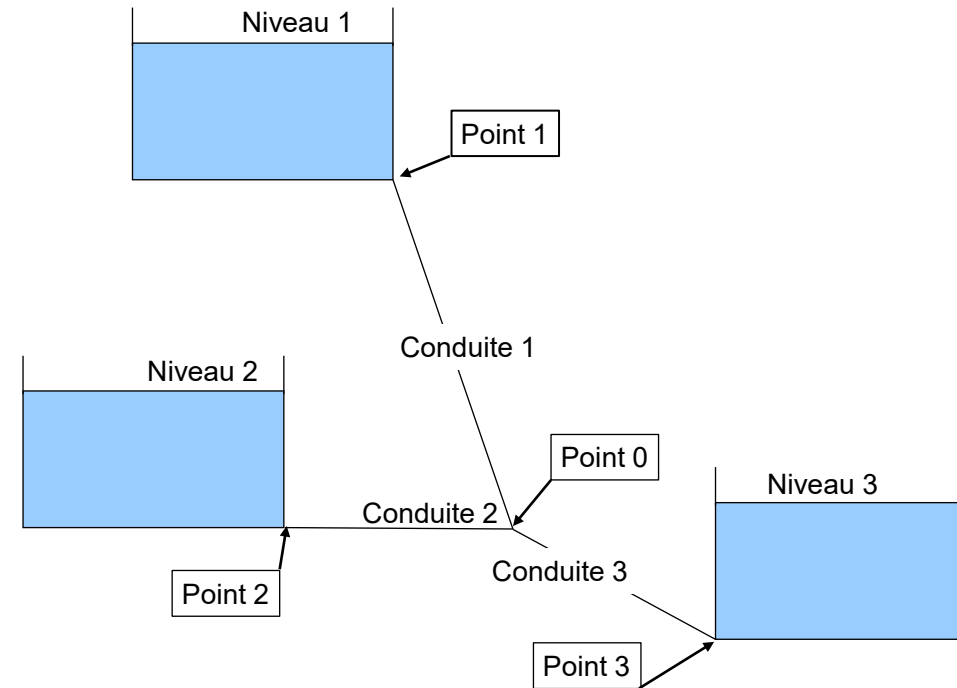 Niveau 1
Point 1
Conduite 1
Niveau 2
Point 0
Niveau 3
Conduite 2
Conduite 3
Point 2
Point 3